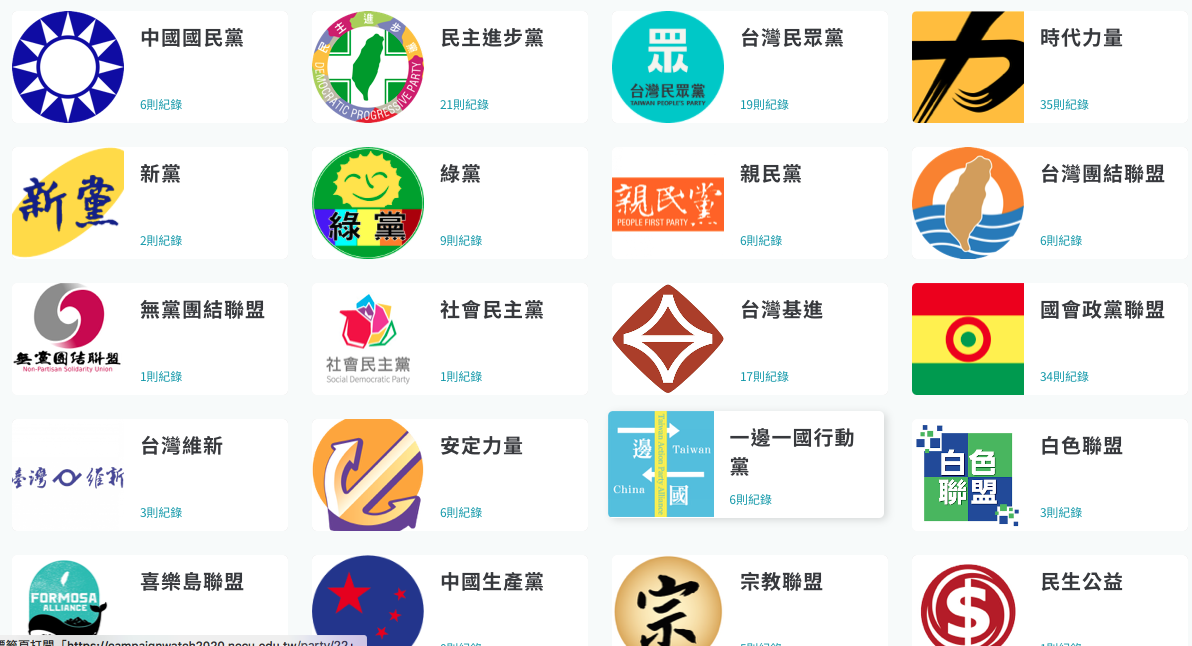 中國國民黨
6則紀錄
民主進步黨
DEMOCRATIC PROGRESSIVE PARTY
民主進步黨
21則紀錄
眾
台灣民眾黨
TAIWAN PEOPLE'S PARTY
台灣民眾黨
19則紀錄
力
時代力量
35則紀錄
新黨
新黨
2則紀錄
綠黨
綠黨
9則紀錄
親民黨
PEOPLE FIRST PARTY
親民黨
6則紀錄
台灣團結聯盟
6則紀錄
無黨團結聯盟
Non-Partisan Solidarity Union
無黨團結聯盟
1則紀錄
社會民主黨
Social Democratic Party
社會民主黨
1則紀錄
台灣基進
17則紀錄
國會政黨聯盟
34則紀錄
臺灣維新
台灣維新
3則紀錄
安定力量
6則紀錄
邊
Taiwan
China
國
Taiwan Action Party Alliance
一邊一國行動
黨
6則紀錄
白色
聯盟
白色聯盟
3則紀錄
FORMOSA
ALLIANCE
喜樂島聯盟
中國生產黨
宗
宗教聯盟
$
民生公益